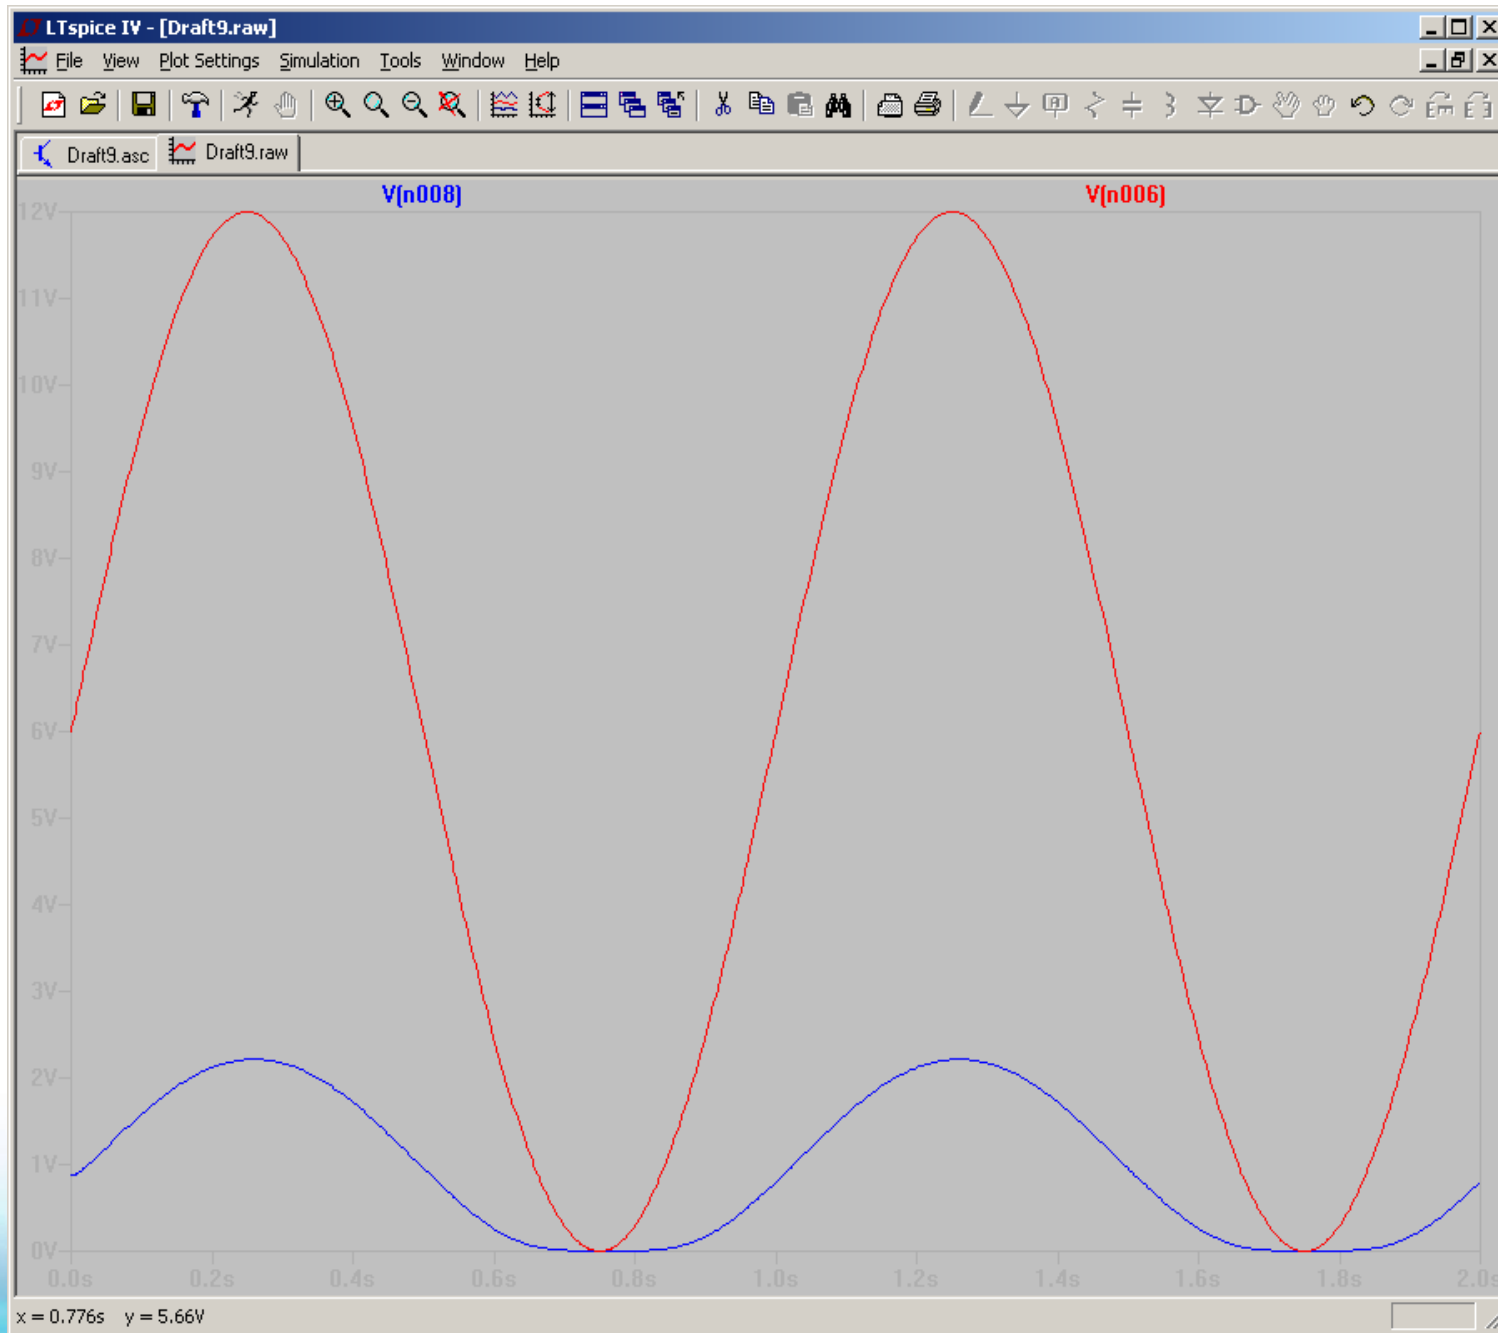 LTspice IV - [Draft9.raw]
File View Plot Settings Simulation Tools Window Help
Draft9.asc Draft9.raw
V(n008) V(n006)
12V
11V
10V
9V
8V
7V
6V
5V
4V
3V
2V
1V
0V
0.0s 0.2s 0.4s 0.6s 0.8s 1.0s 1.2s 1.4s 1.6s 1.8s 2.0s
x = 0.776s y = 5.66V